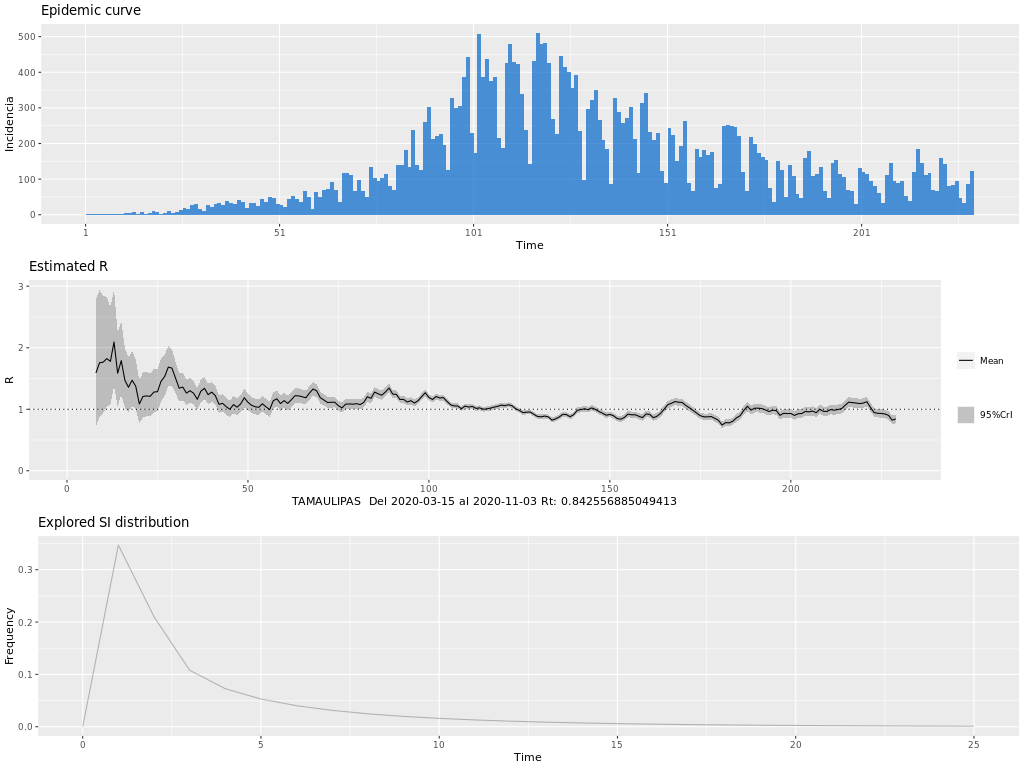 Epidemic curve
500
400
300
200
100
0
Incidencia
1 51 101 151 201
Time
Estimated R
3
2
1
0
R
Mean
95%CrI
0 50 100 150 200
TAMAULIPAS Del 2020-03-15 al 2020-11-03 Rt: 0.842556885049413
Explored SI distribution
0.3
0.2
0.1
0.0
Frequency
0 5 10 15 20 25
Time